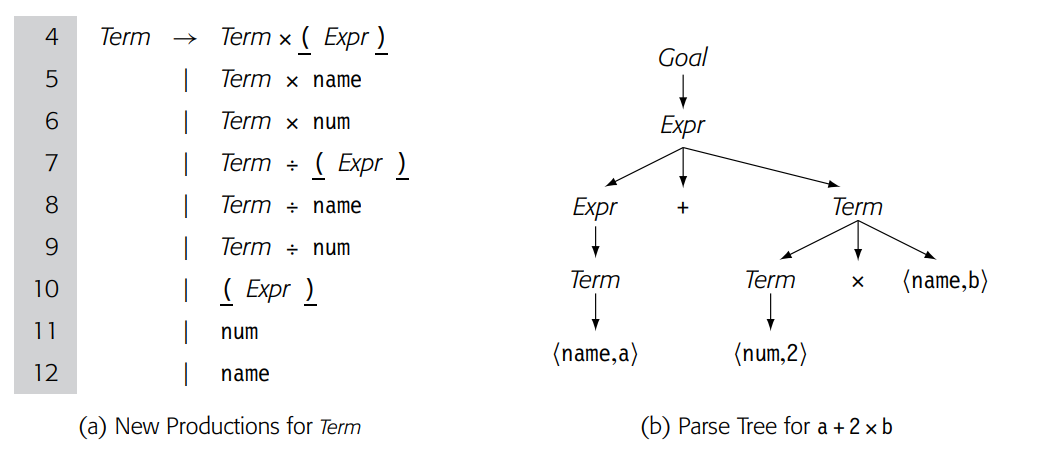 4 Term → Term × ( Expr )
5 | Term × name
6 | Term × num
7 | Term ÷ ( Expr )
8 | Term ÷ name
9 | Term ÷ num
10 | ( Expr )
11 | num
12 | name
(a) New Productions for Term
Goal
Expr
Expr + Term
Term Term × ⟨name,b⟩
⟨name,a⟩ ⟨num,2⟩
(b) Parse Tree for a + 2 × b